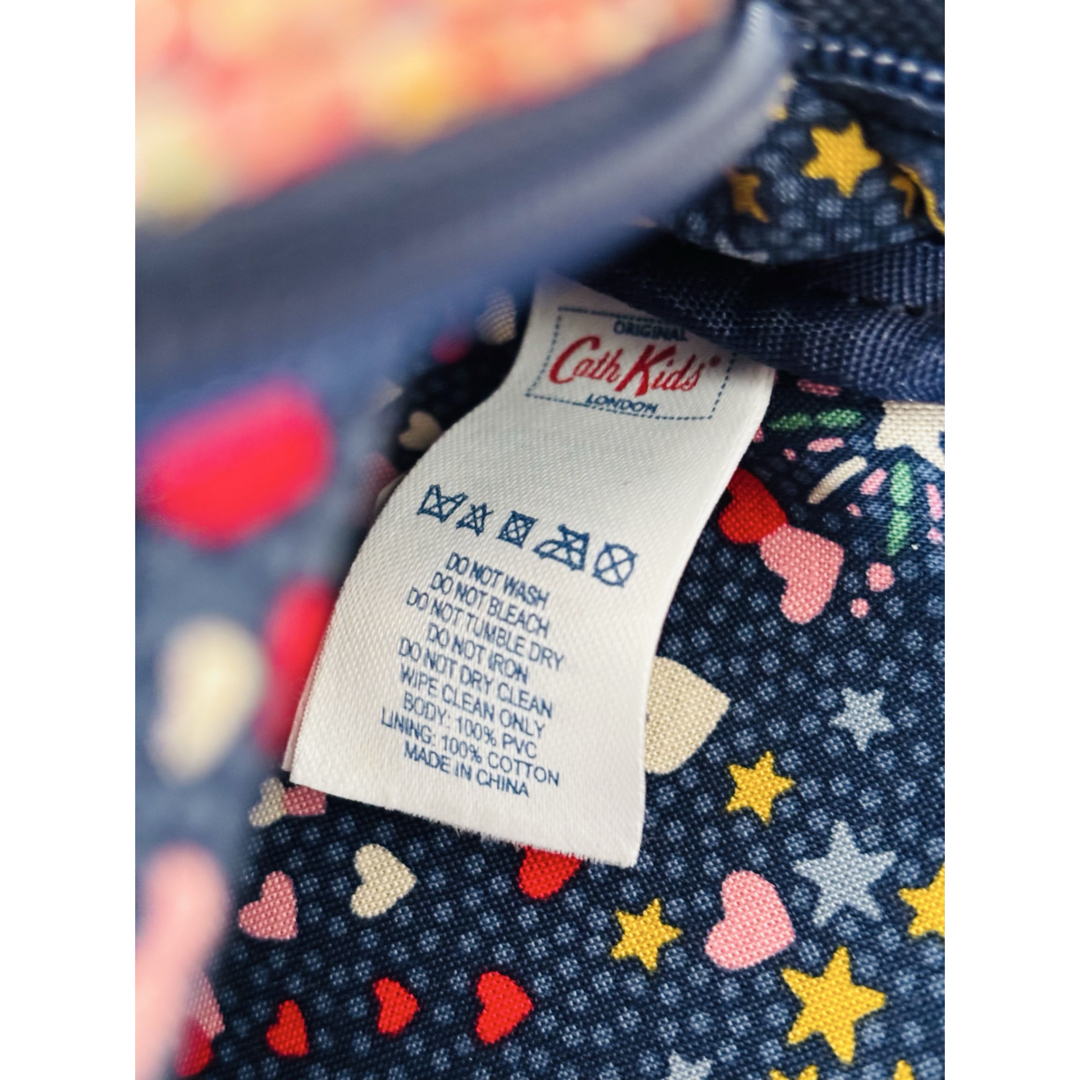 ORIGINAL
Cath Kids®
LONDON
DO NOT WASH
DO NOT BLEACH
DO NOT TUMBLE DRY
DO NOT IRON
DO NOT DRY CLEAN
WIPE CLEAN ONLY
BODY: 100% PVC
LINING: 100% COTTON
MADE IN CHINA